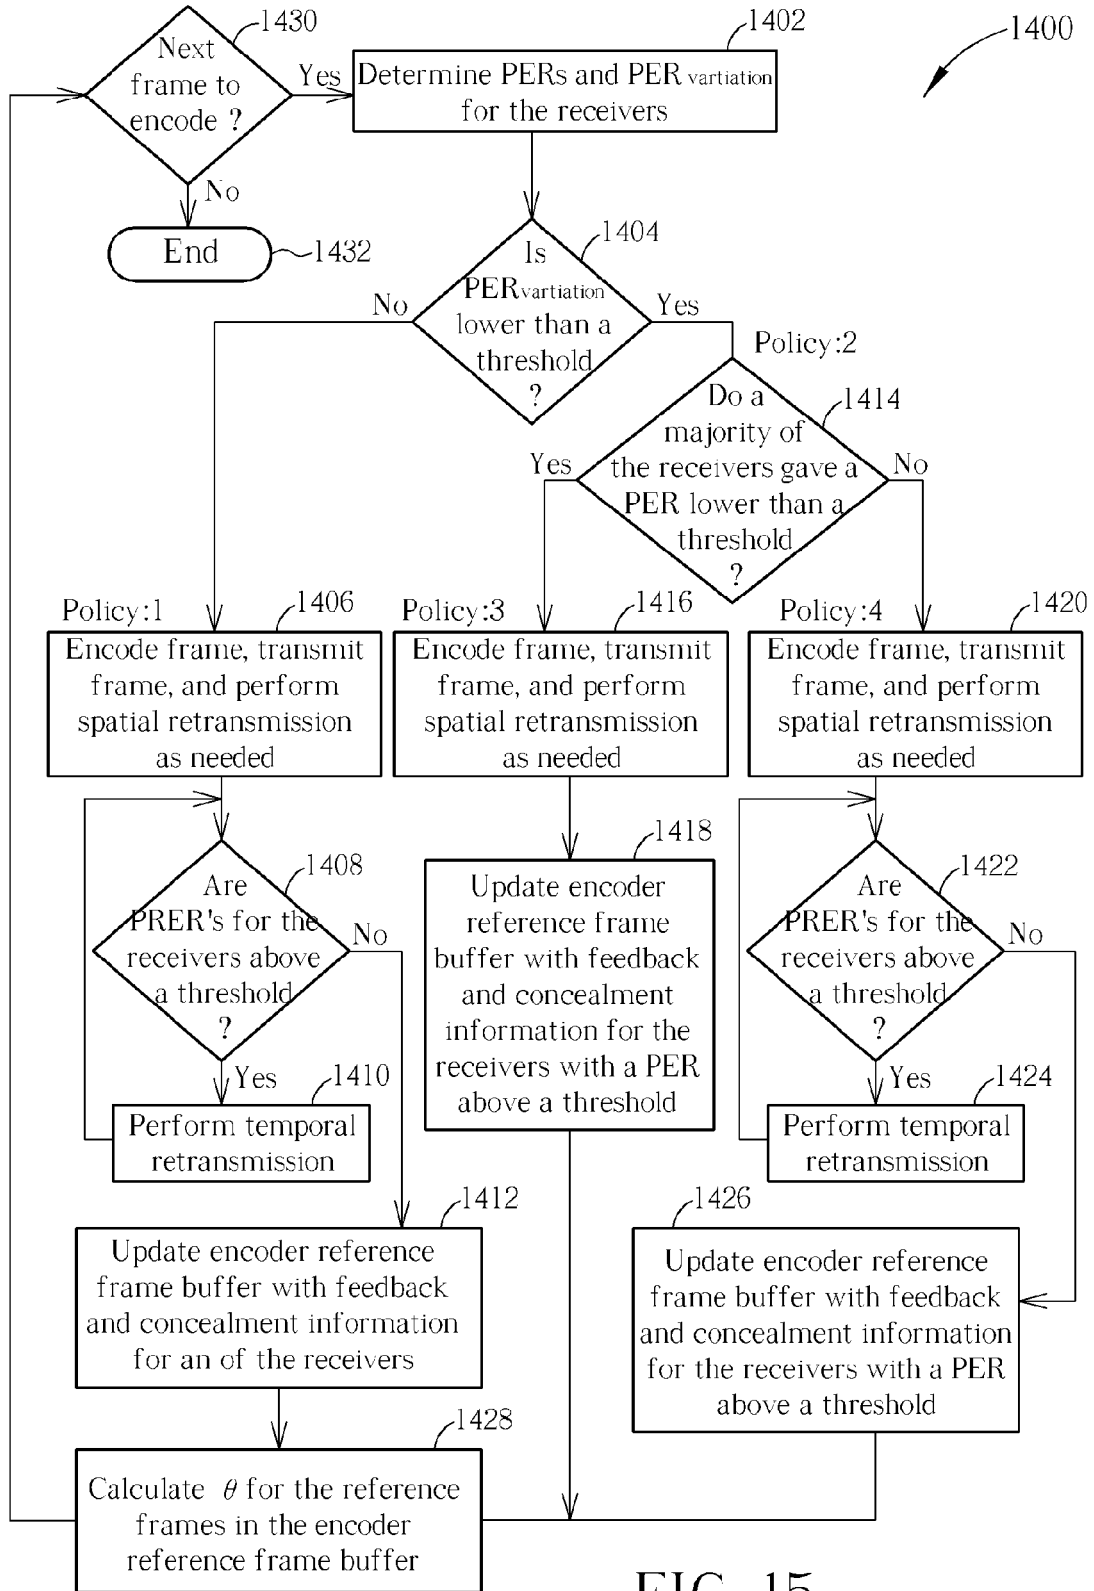 1430
Next
frame to
encode ?
Yes
No
End
1432
1402
Determine PERs and PER vartiation
for the receivers
1400
1404
Is
PERvartiation
lower than a
threshold
?
No
Yes
Policy:2
1414
Do a
majority of
the receivers gave a
PER lower than a
threshold
?
Yes
No
Policy:1
1406
Encode frame, transmit
frame, and perform
spatial retransmission
as needed
Policy:3
1416
Encode frame, transmit
frame, and perform
spatial retransmission
as needed
Policy:4
1420
Encode frame, transmit
frame, and perform
spatial retransmission
as needed
1408
Are
PRER's for the
receivers above
a threshold
?
No
Yes
1410
Perform temporal
retransmission
1418
Update encoder
reference frame
buffer with feedback
and concealment
information for the
receivers with a PER
above a threshold
1422
Are
PRER's for the
receivers above
a threshold
?
No
Yes
1424
Perform temporal
retransmission
1412
Update encoder reference
frame buffer with feedback
and concealment information
for an of the receivers
1426
Update encoder reference
frame buffer with feedback
and concealment information
for the receivers with a PER
above a threshold
1428
Calculate θ for the reference
frames in the encoder
reference frame buffer
FIG. 15